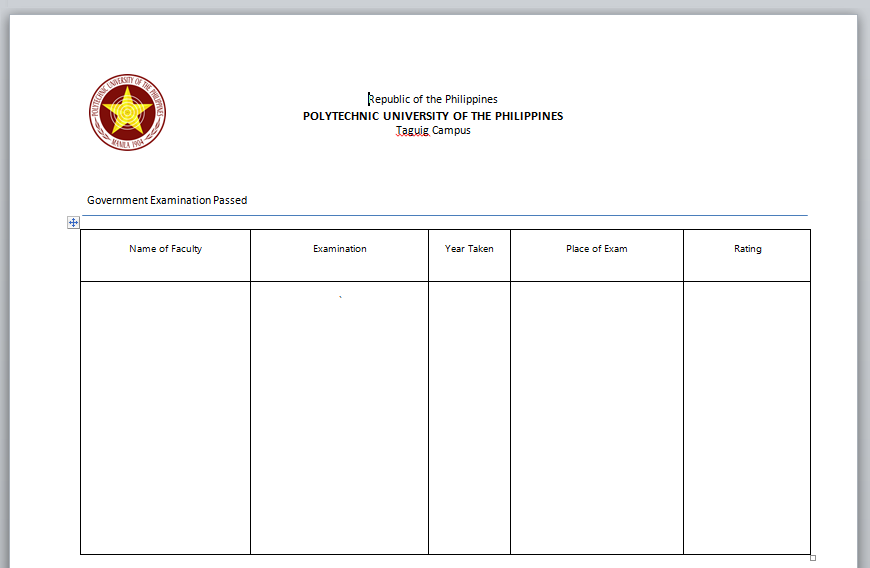 POLYTECHNIC UNIVERSITY OF THE PHILIPPINES
MANILA 1904
Republic of the Philippines
POLYTECHNIC UNIVERSITY OF THE PHILIPPINES
Taguig Campus
Government Examination Passed
Name of Faculty Examination Year Taken Place of Exam Rating
`